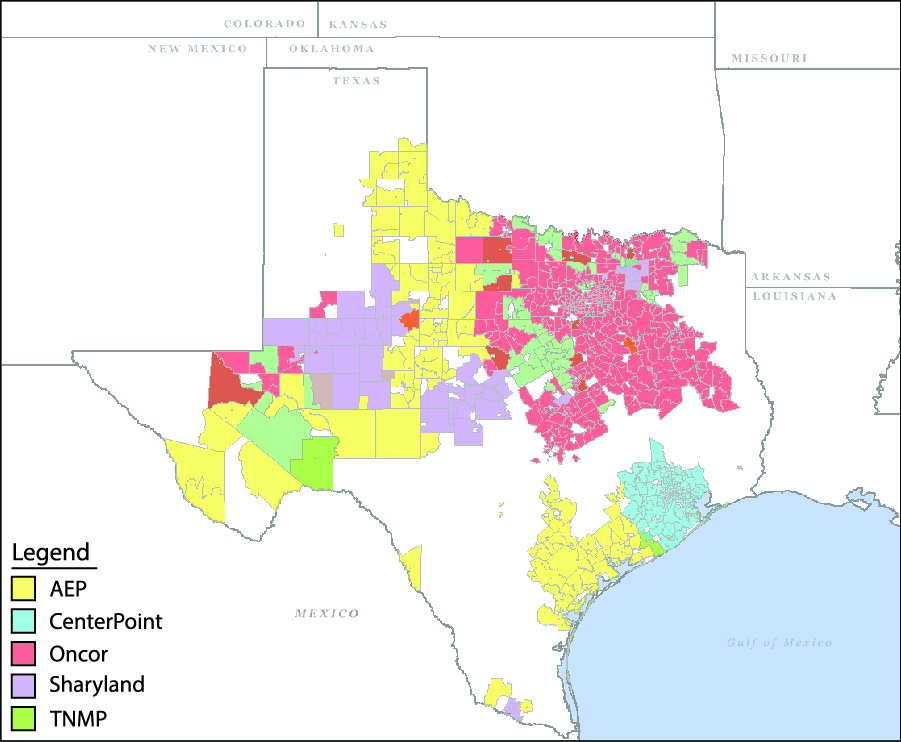 COLORADO
KANSAS
NEW MEXICO
OKLAHOMA
MISSOURI
TEXAS
ARKANSAS
LOUISIANA
Legend
AEP
CenterPoint
Oncor
Sharyland
TNMP
MEXICO
Gulf of Mexico